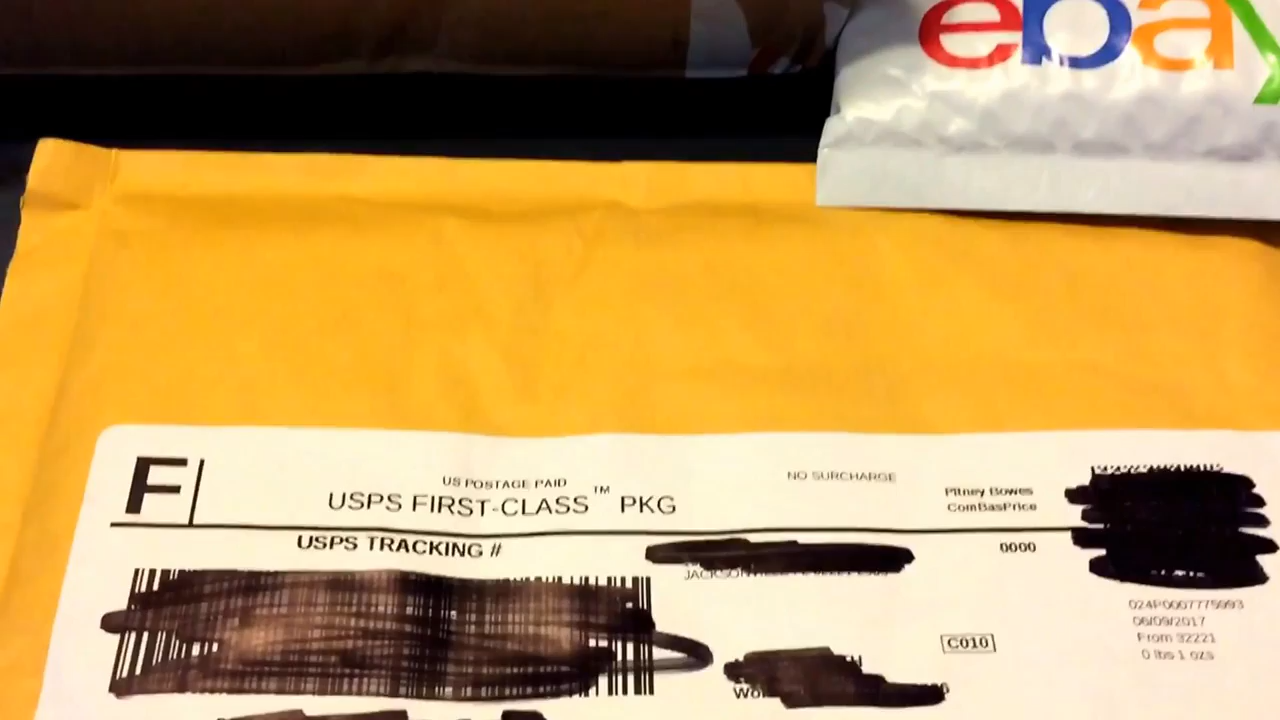 ebay
F
US POSTAGE PAID
USPS FIRST-CLASS™ PKG
NO SURCHARGE
Pitney Bowes
ComBasPrice
USPS TRACKING #
0000
06/09/2017
From 32221
0 lbs 1 ozs
C010